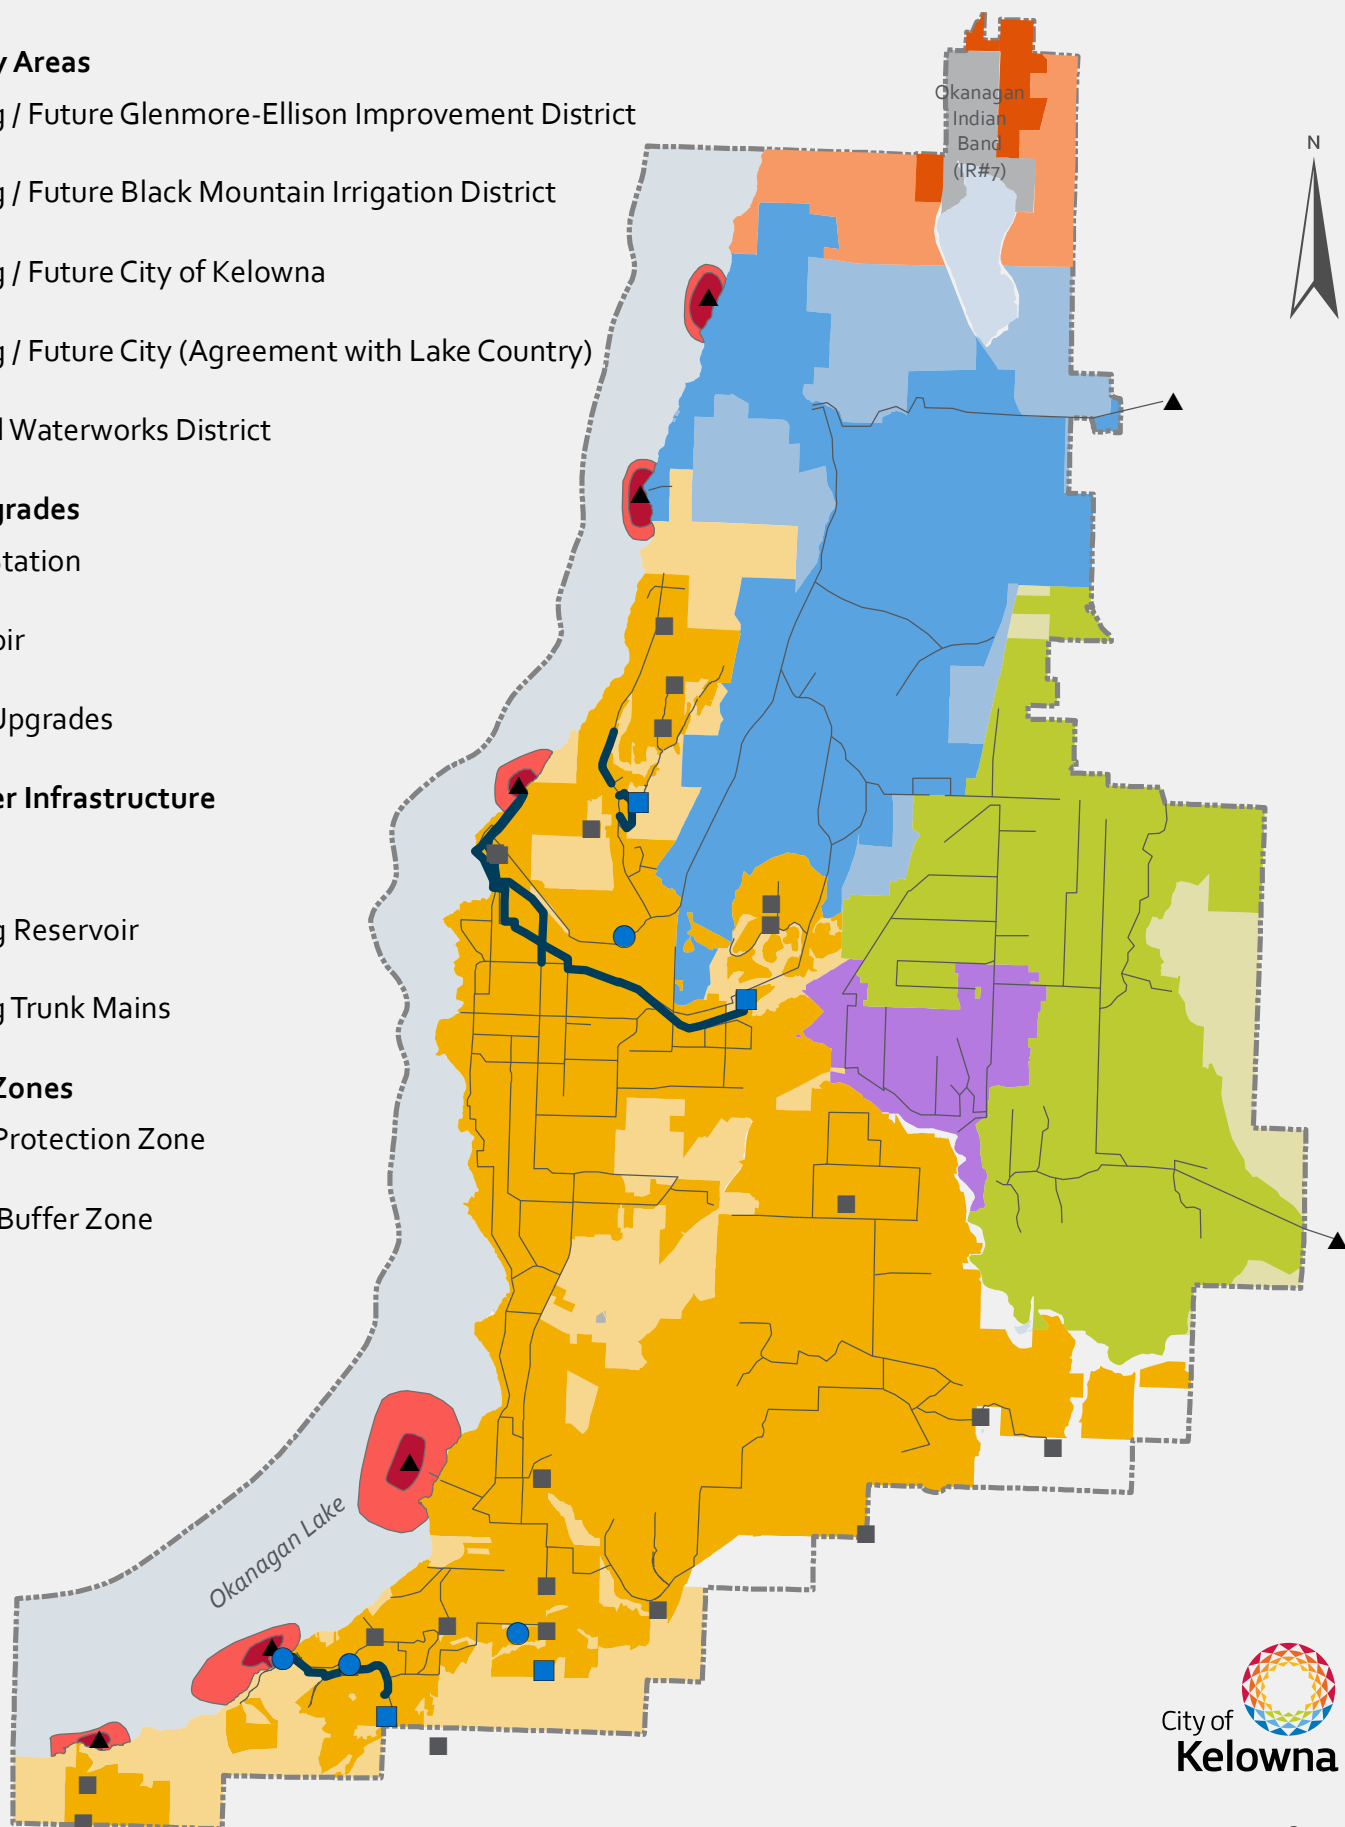 y Areas
g / Future Glenmore-Ellison Improvement District
g / Future Black Mountain Irrigation District
g / Future City of Kelowna
g / Future City (Agreement with Lake Country)
l Waterworks District
grades
Station
oir
Upgrades
er Infrastructure
g Reservoir
g Trunk Mains
Zones
Protection Zone
Buffer Zone
Okanagan
Indian
Band
(IR#7)
N
Okanagan Lake
City of
Kelowna